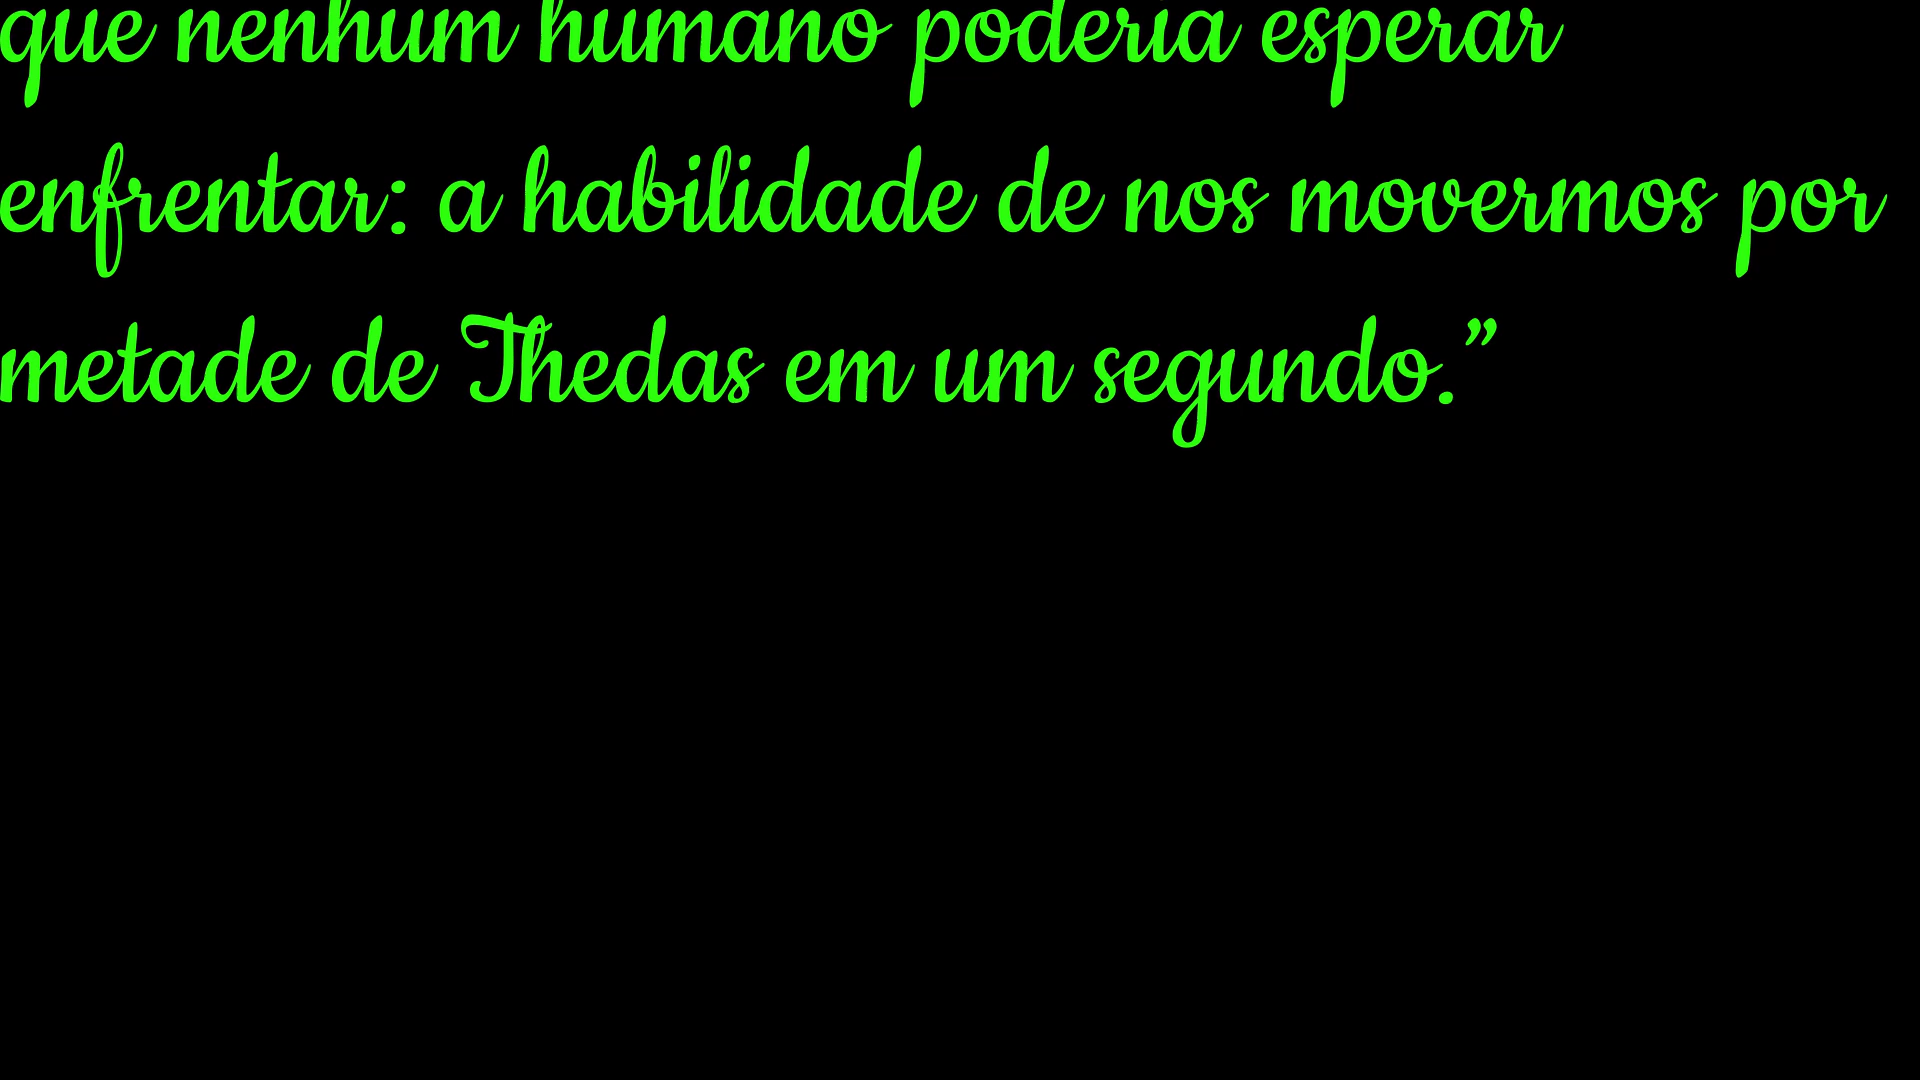 que nenhum humano poderia esperar
enfrentar: a habilidade de nos movermos por
metade de Thedas em um segundo.”